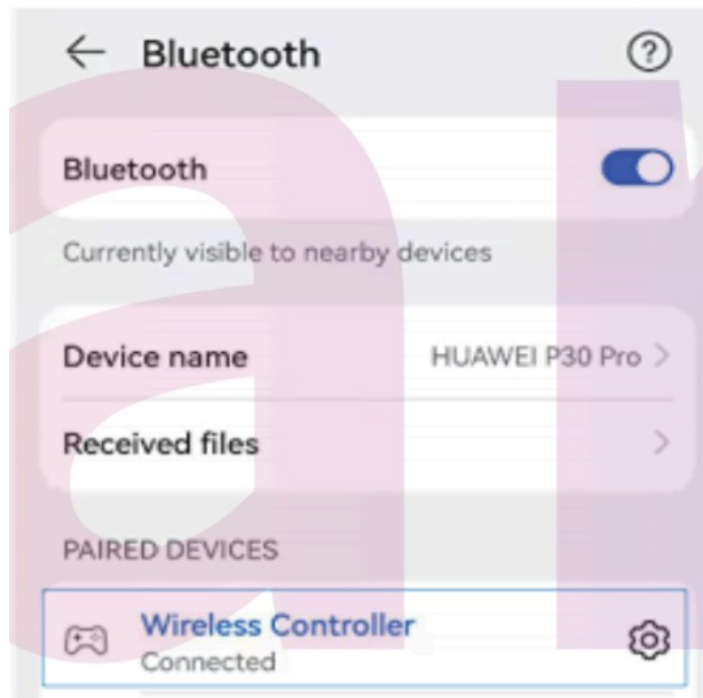 Bluetooth
Bluetooth
Currently visible to nearby devices
Device name HUAWEI P30 Pro
Received files
PAIRED DEVICES
Wireless Controller
Connected